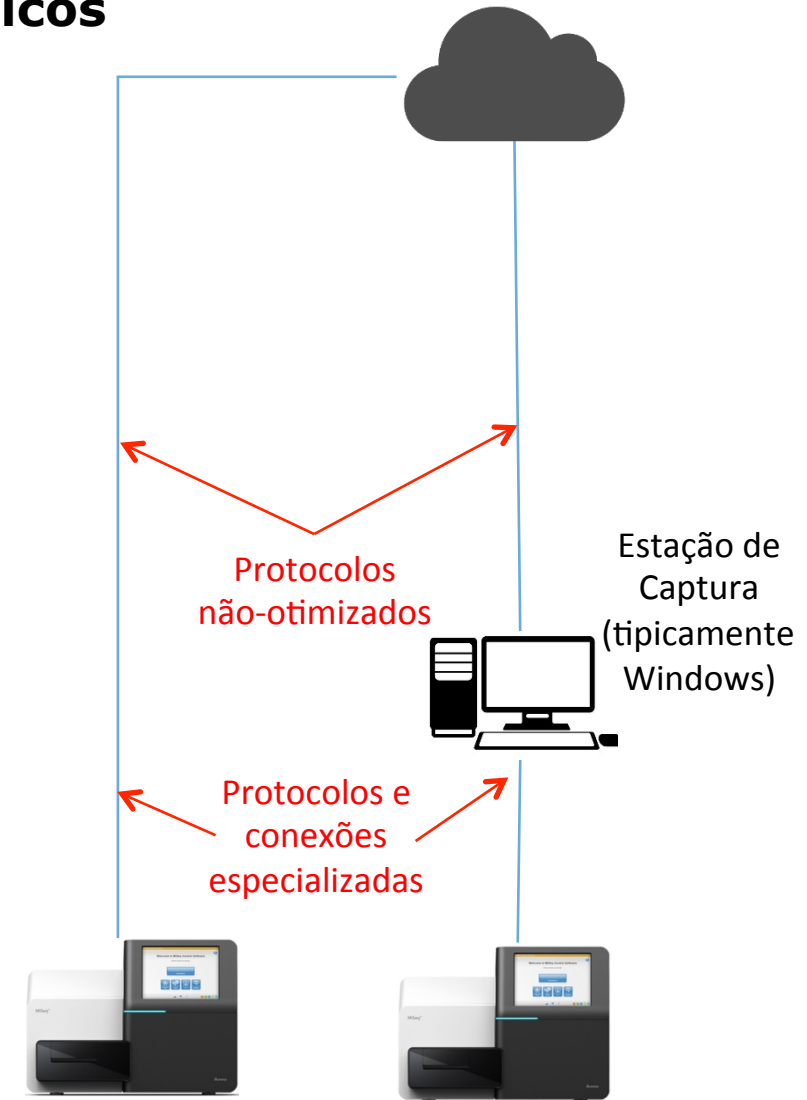 icos
Protocolos
não-otimizados
Estação de
Captura
(tipicamente
Windows)
Protocolos e
conexões
especializadas